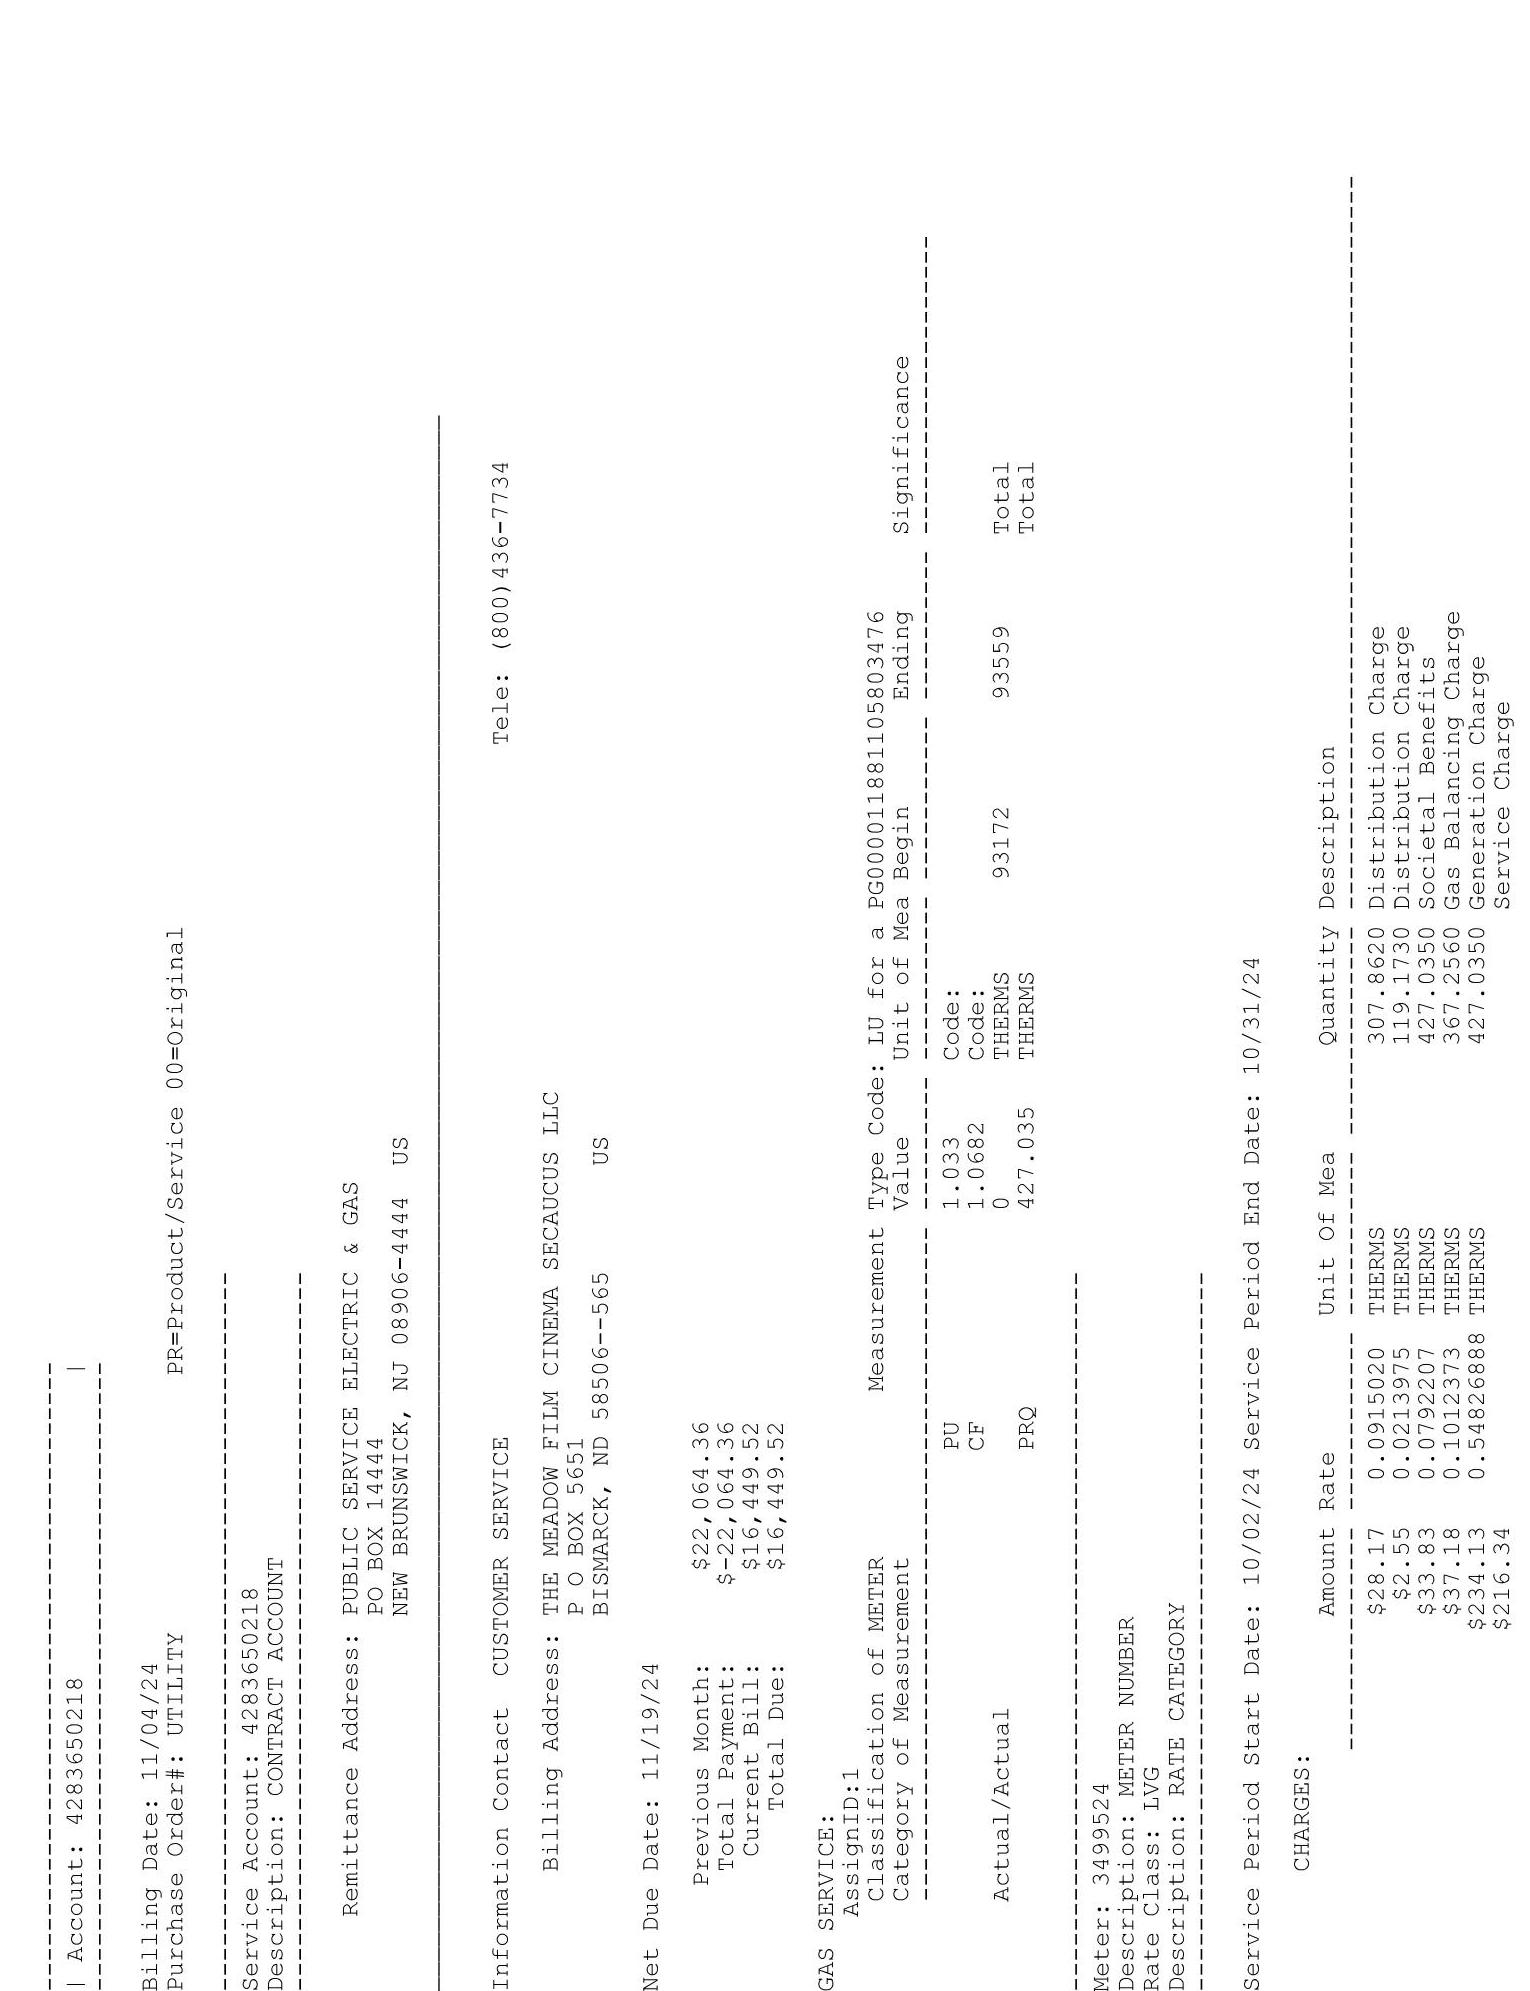 | Account: 4283650218 |
Billing Date: 11/04/24
Purchase Order#: UTILITY PR=Product/Service 00=Original
Service Account: 4283650218
Description: CONTRACT ACCOUNT
Remittance Address: PUBLIC SERVICE ELECTRIC & GAS
PO BOX 14444
NEW BRUNSWICK, NJ 08906-4444 US
Information Contact CUSTOMER SERVICE Tele: (800)436-7734
Billing Address: THE MEADOW FILM CINEMA SECAUCUS LLC
P O BOX 5651
BISMARCK, ND 58506--565 US
Net Due Date: 11/19/24
Previous Month: $22,064.36
Total Payment: $-22,064.36
Current Bill: $16,449.52
Total Due: $16,449.52
GAS SERVICE:
AssignID:1
Classification of METER Measurement Type Code: LU for a PG000011881105803476
Category of Measurement Value Unit of Mea Begin Ending Significance
PU 1.033 Code:
CF 1.0682 Code:
Actual/Actual 0 THERMS 93172 93559 Total
PRQ 427.035 THERMS Total
Meter: 3499524
Description: METER NUMBER
Rate Class: LVG
Description: RATE CATEGORY
Service Period Start Date: 10/02/24 Service Period End Date: 10/31/24
CHARGES:
Amount Rate Unit Of Mea Quantity Description
$28.17 0.0915020 THERMS 307.8620 Distribution Charge
$2.55 0.0213975 THERMS 119.1730 Distribution Charge
$33.83 0.0792207 THERMS 427.0350 Societal Benefits
$37.18 0.1012373 THERMS 367.2560 Gas Balancing Charge
$234.13 0.54826888 THERMS 427.0350 Generation Charge
$216.34 Service Charge